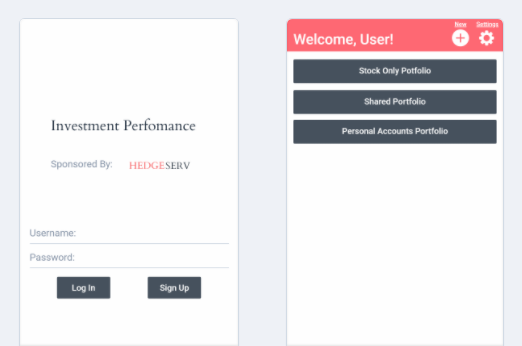 Investment Perfomance
Sponsored By: HEDGESERV
Username:
Password:
Log In Sign Up
New Settings
Welcome, User!
Stock Only Potfolio
Shared Portfolio
Personal Accounts Portfolio